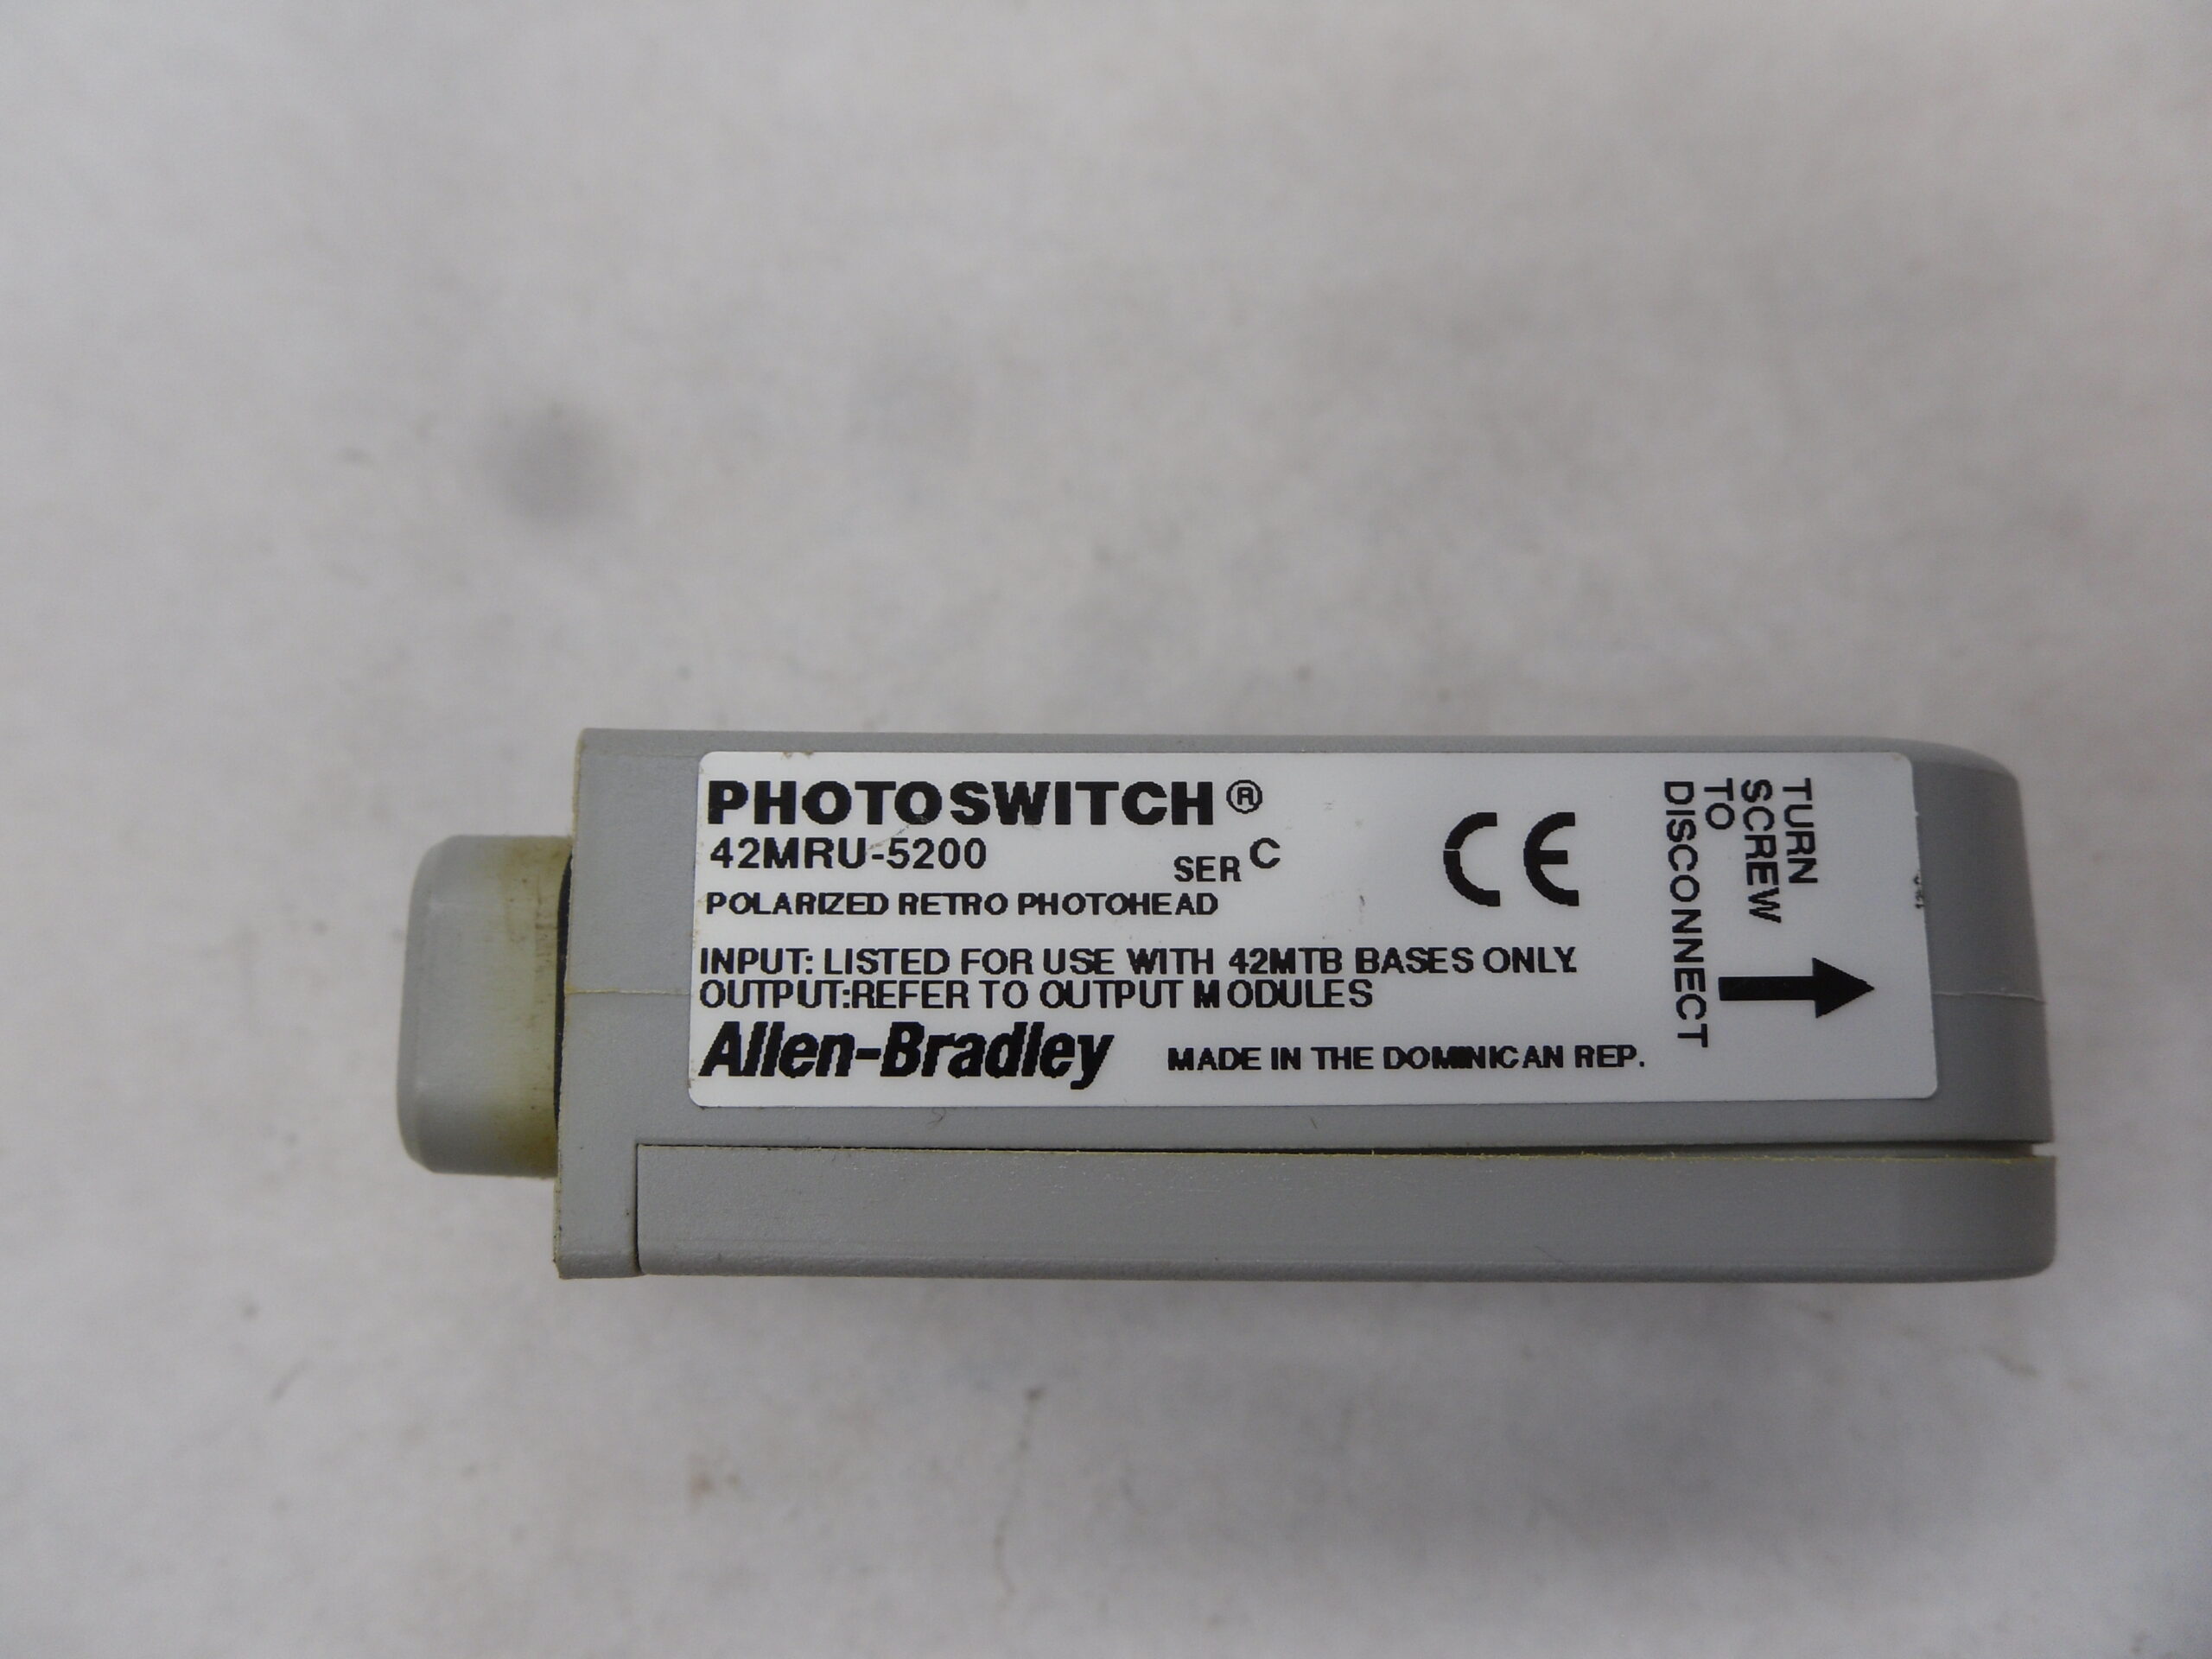 PHOTOSWITCH®
42MRU-5200 SER C
POLARIZED RETRO PHOTOHEAD
INPUT: LISTED FOR USE WITH 42MTB BASES ONLY.
OUTPUT:REFER TO OUTPUT MODULES
Allen-Bradley MADE IN THE DOMINICAN REP.
CE
TURN
SCREW
TO
DISCONNECT